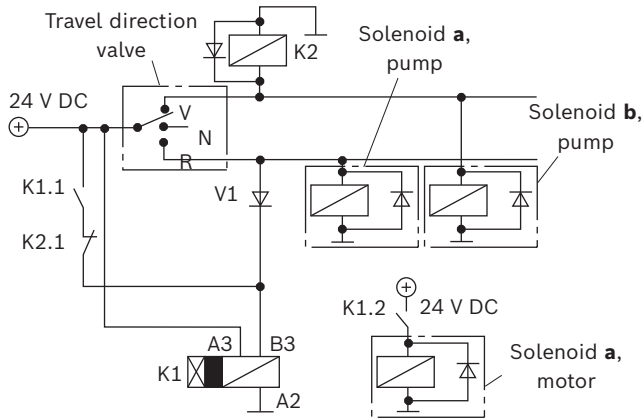 Travel direction
valve
K2
Solenoid a,
pump
24 V DC
V
N
R
Solenoid b,
pump
K1.1
V1
K2.1
K1.2
24 V DC
A3
B3
K1
A2
Solenoid a,
motor